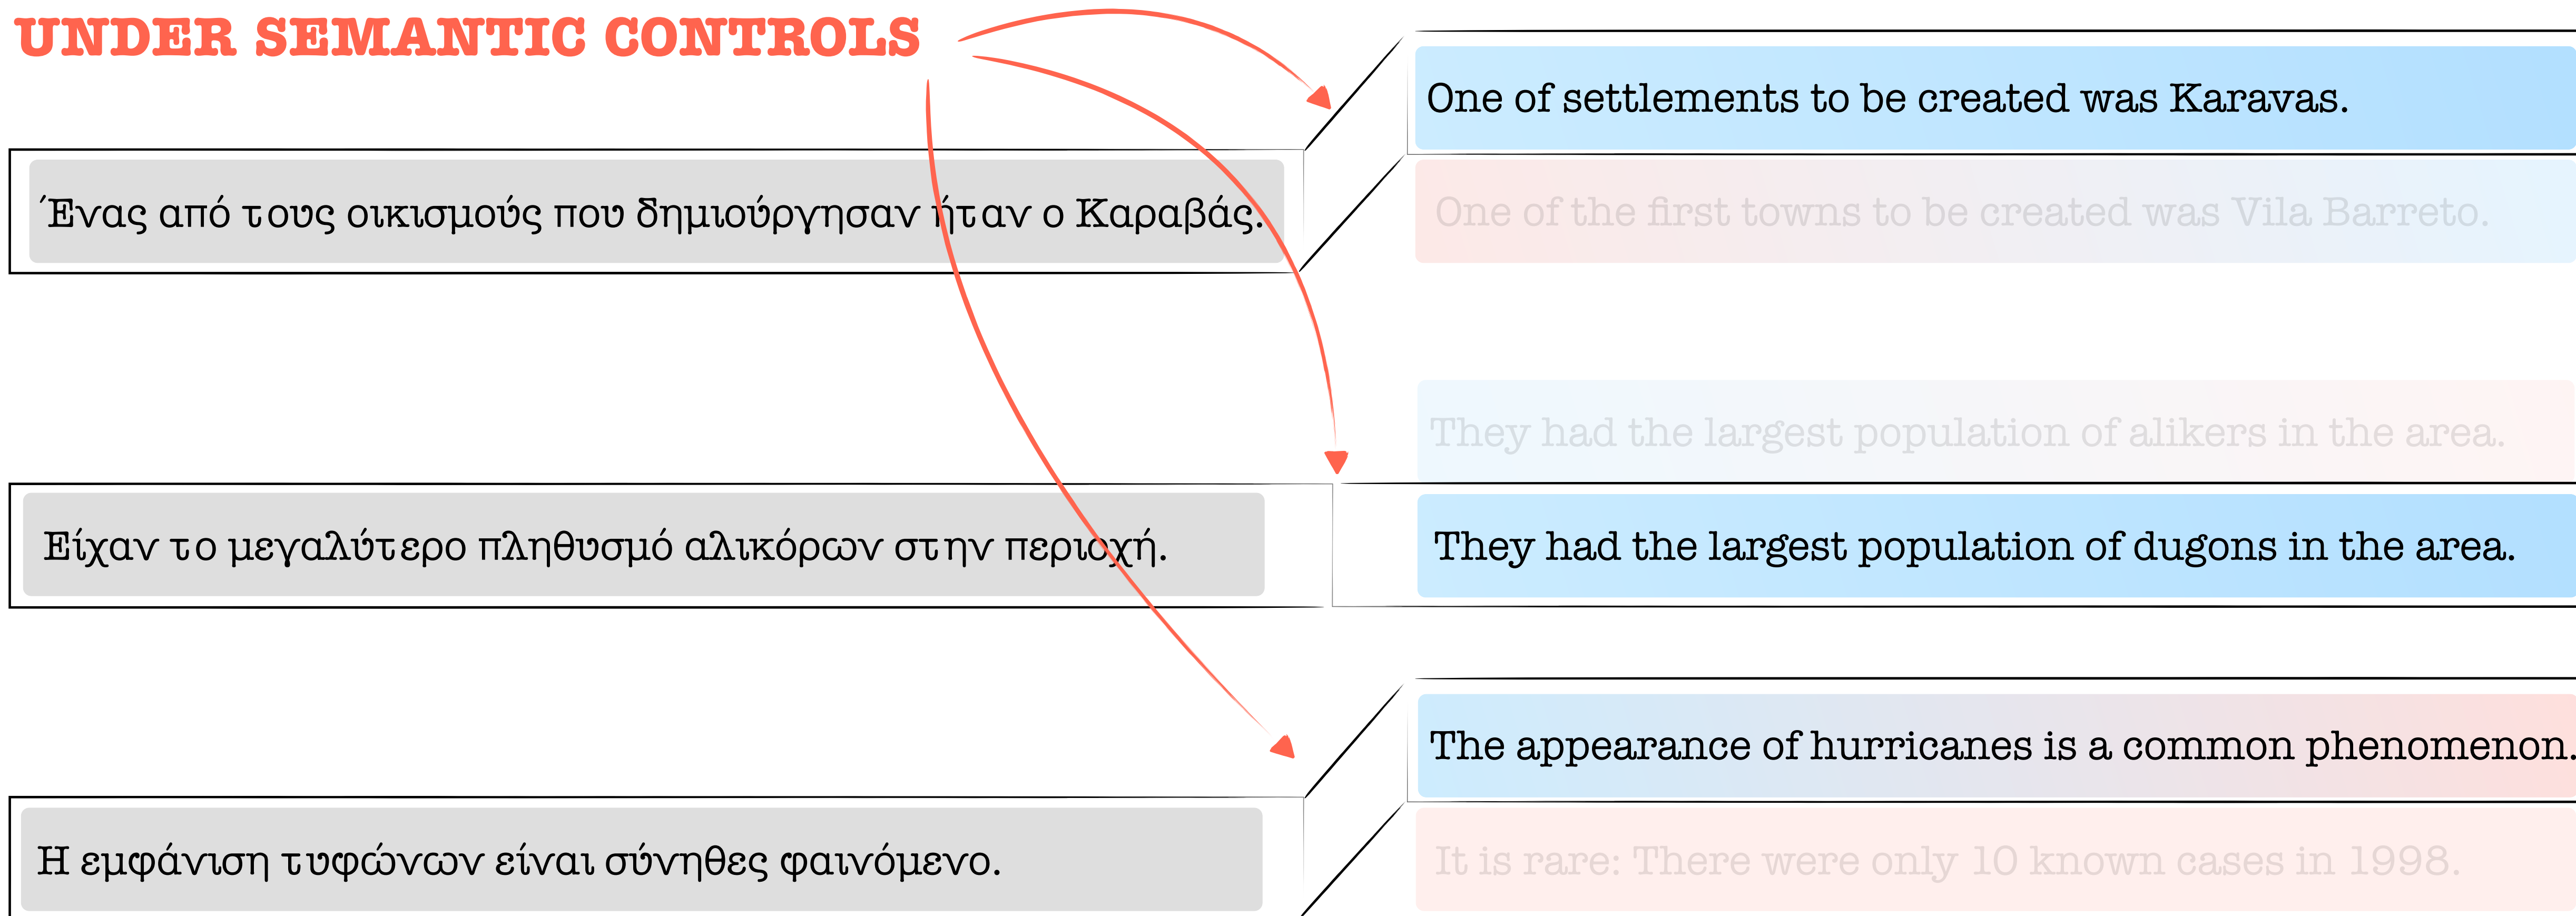 UNDER SEMANTIC CONTROLS
One of settlements to be created was Karavas.
Ένας από τους οικισμούς που δημιούργησαν ήταν ο Καραβάς.
One of the first towns to be created was Vila Barreto.
They had the largest population of alikers in the area.
Είχαν το μεγαλύτερο πληθυσμό αλικόρων στην περιοχή.
They had the largest population of dugons in the area.
The appearance of hurricanes is a common phenomenon.
Η εμφάνιση τυφώνων είναι σύνηθες φαινόμενο.
It is rare: There were only 10 known cases in 1998.